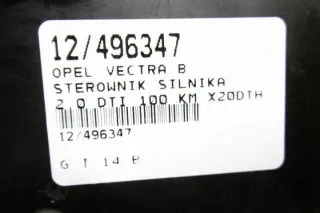 12/496347
OPEL VECTRA B
STEROWNIK SILNIKA
2.0 DTI 100 KM X20DTH
12/496347
G T 14 B